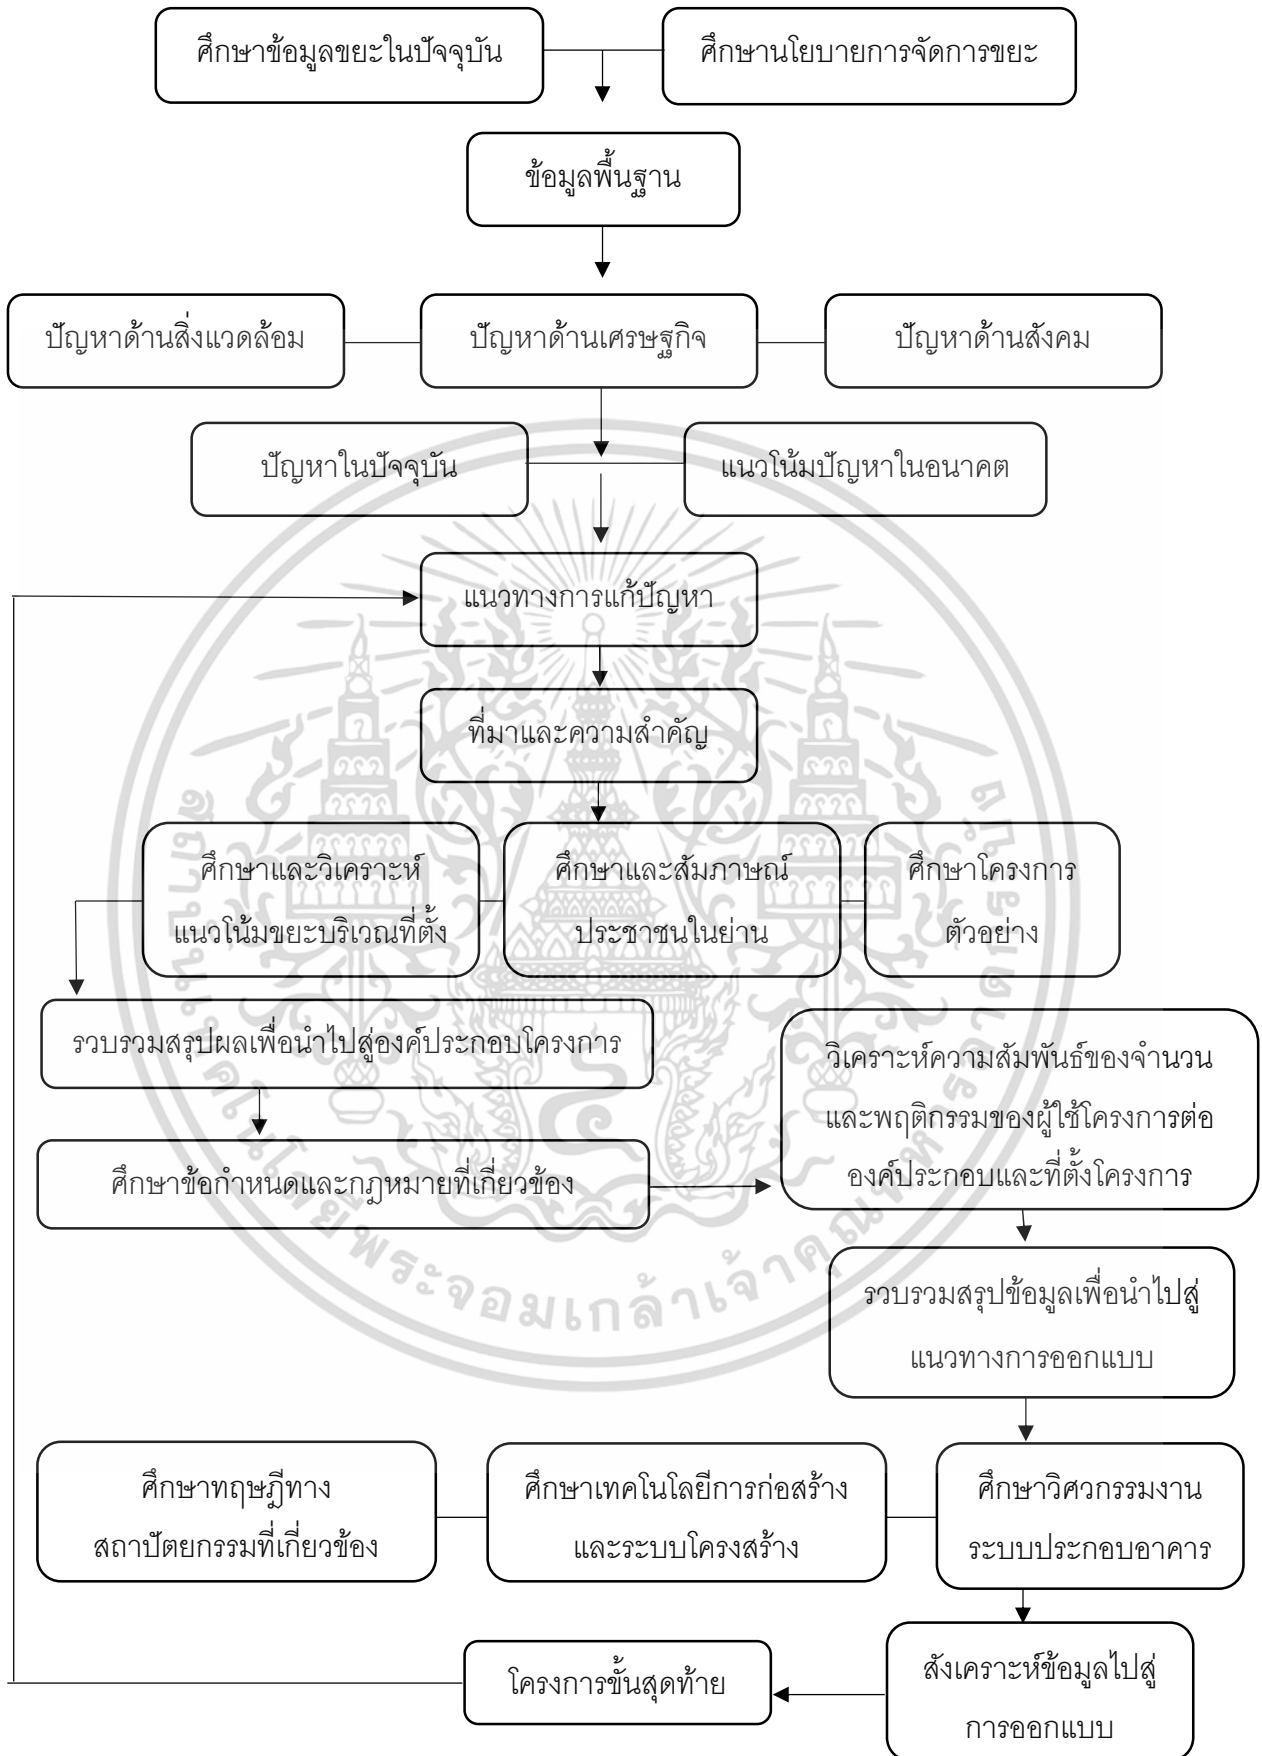 ศึกษาข้อมูลขยะในปัจจุบัน
ศึกษานโยบายการจัดการขยะ
ข้อมูลพื้นฐาน
ปัญหาด้านสิ่งแวดล้อม
ปัญหาด้านเศรษฐกิจ
ปัญหาด้านสังคม
ปัญหาในปัจจุบัน
แนวโน้มปัญหาในอนาคต
แนวทางการแก้ปัญหา
ที่มาและความสำคัญ
ศึกษาและวิเคราะห์
แนวโน้มขยะบริเวณที่ตั้ง
ศึกษาและสัมภาษณ์
ประชาชนในย่าน
ศึกษาโครงการ
ตัวอย่าง
รวบรวมสรุปผลเพื่อนำไปสู่องค์ประกอบโครงการ
ศึกษาข้อกำหนดและกฎหมายที่เกี่ยวข้อง
วิเคราะห์ความสัมพันธ์ของจำนวน
และพฤติกรรมของผู้ใช้โครงการต่อ
องค์ประกอบและที่ตั้งโครงการ
รวบรวมสรุปข้อมูลเพื่อนำไปสู่
แนวทางการออกแบบ
ศึกษาทฤษฎีทาง
สถาปัตยกรรมที่เกี่ยวข้อง
ศึกษาเทคโนโลยีการก่อสร้าง
และระบบโครงสร้าง
ศึกษาวิศวกรรมงาน
ระบบประกอบอาคาร
โครงการขั้นสุดท้าย
สังเคราะห์ข้อมูลไปสู่
การออกแบบ
สถาบันเทคโนโลยีพระจอมเกล้าเจ้าคุณทหารลาดกระบัง